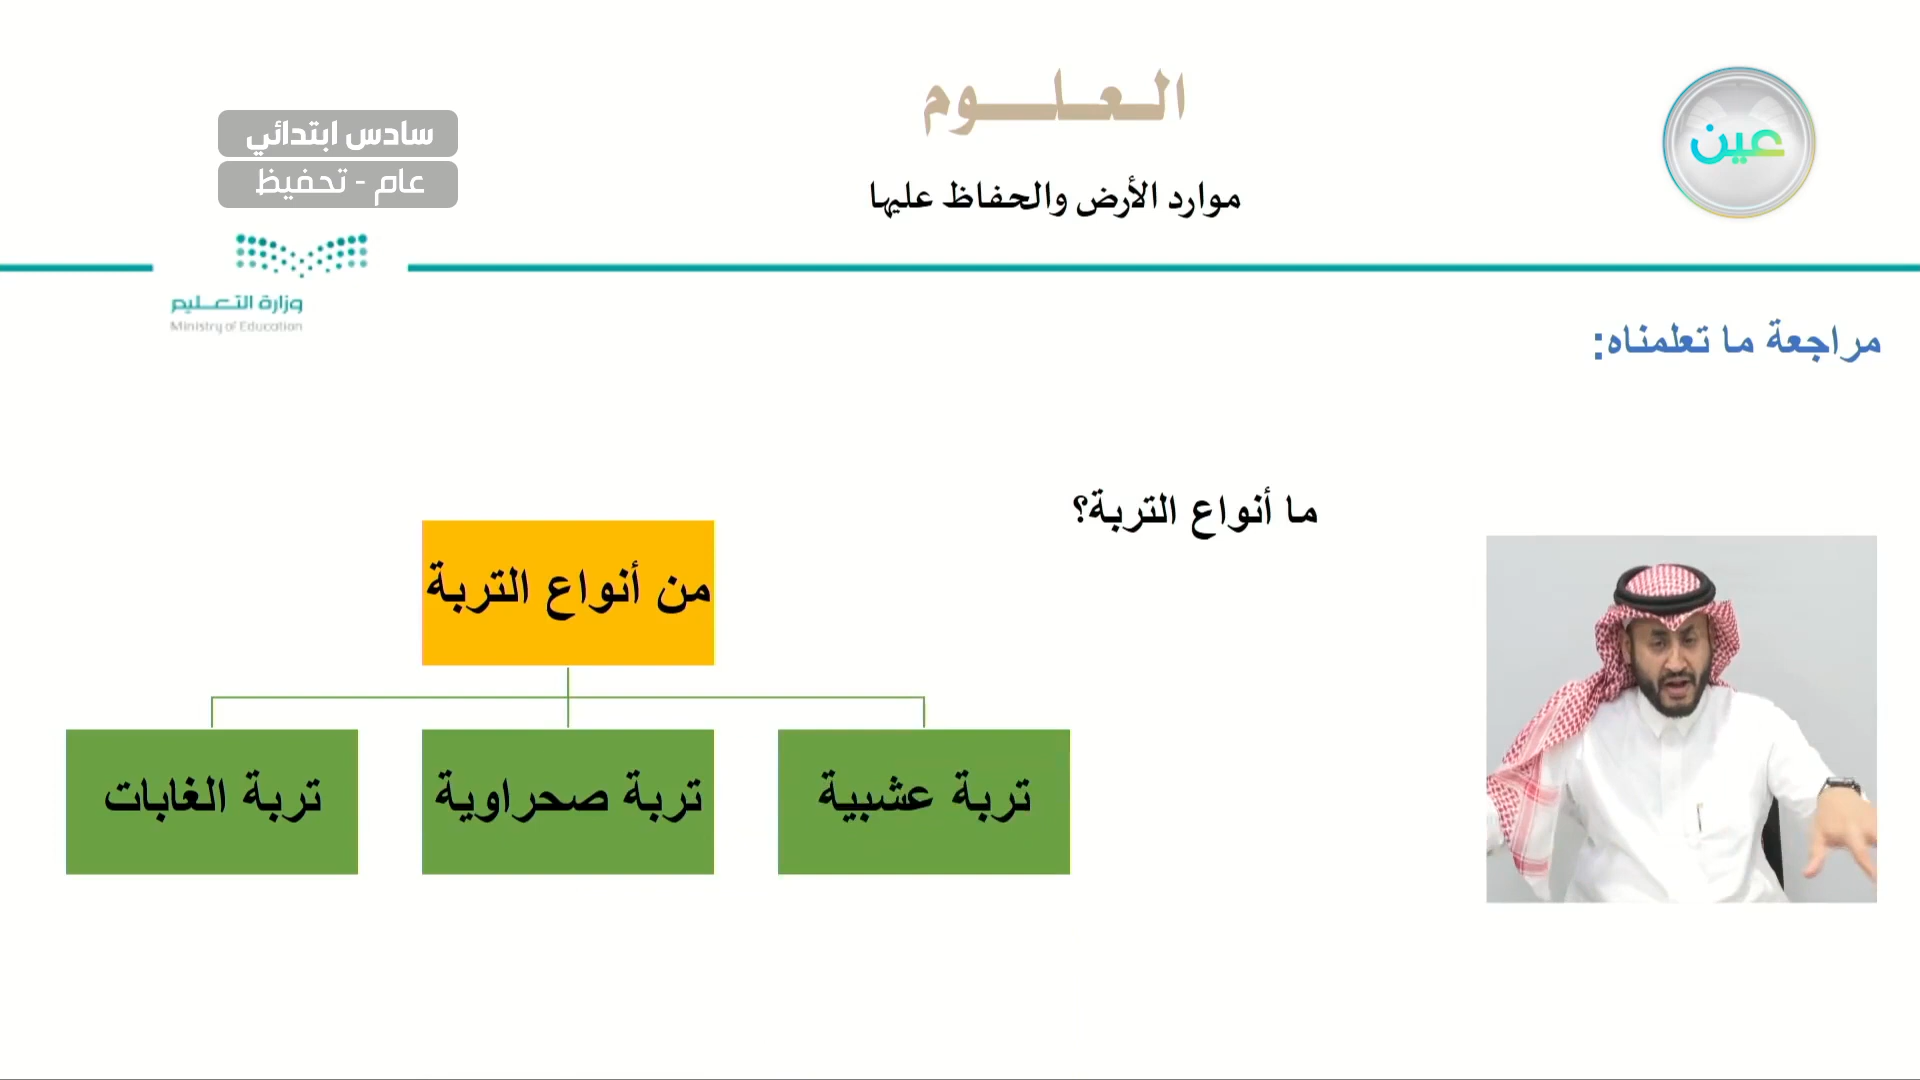 العلوم
موارد الأرض والحفاظ عليها
عين
سادس ابتدائي
عام - تحفيظ
وزارة التعليم
Ministry of Education
مراجعة ما تعلمناه:
ما أنواع التربة؟
من أنواع التربة
تربة عشبية
تربة صحراوية
تربة الغابات